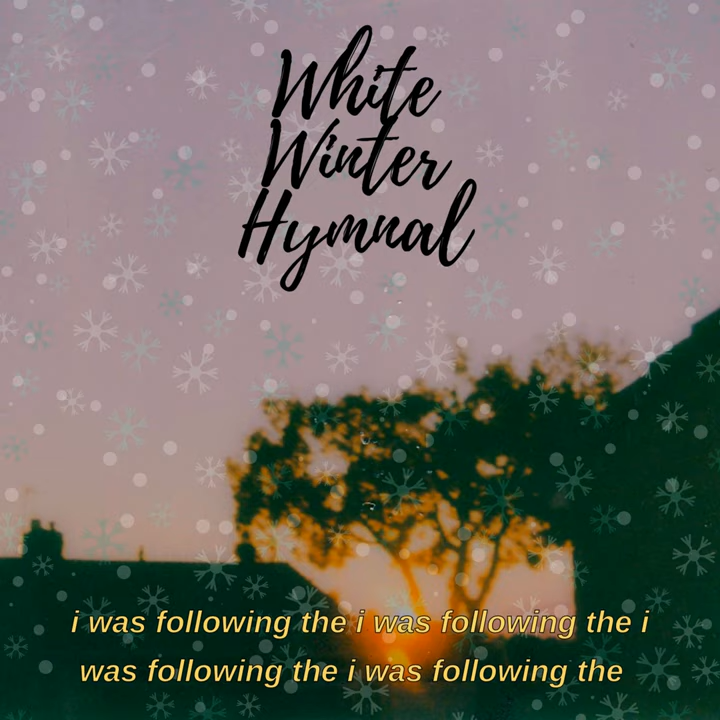 White
Winter
Hymnal
i was following the i was following the i
was following the i was following the